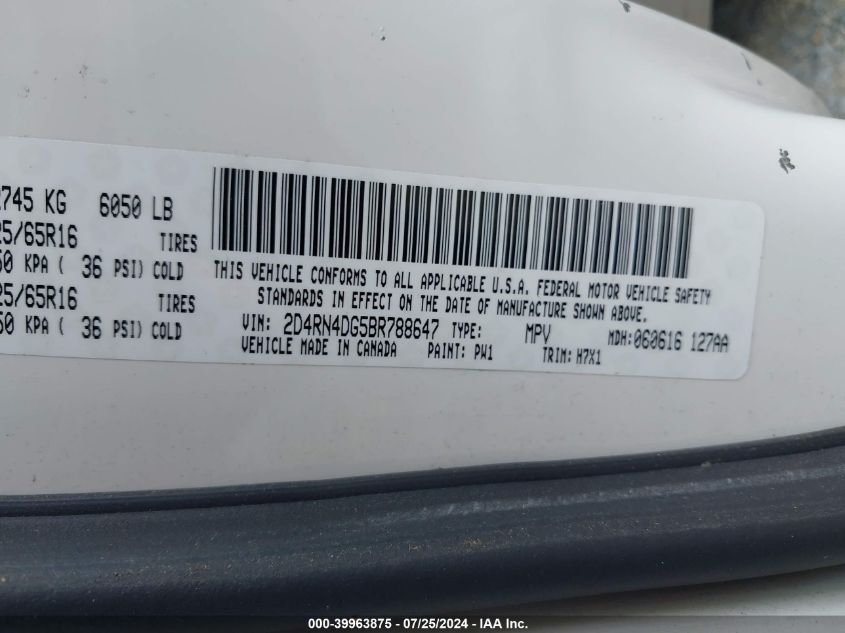 2745 KG 6050 LB
25/65R16 TIRES
50 KPA ( 36 PSI) COLD
25/65R16 TIRES
50 KPA ( 36 PSI) COLD
THIS VEHICLE CONFORMS TO ALL APPLICABLE U.S.A. FEDERAL MOTOR VEHICLE SAFETY
STANDARDS IN EFFECT ON THE DATE OF MANUFACTURE SHOWN ABOVE.
VIN: 2D4RN4DG5BR788647 TYPE: MPV MDH:060616 127AA
VEHICLE MADE IN CANADA PAINT: PW1 TRIM: H7X1
000-39963875 - 07/25/2024 - IAA Inc.